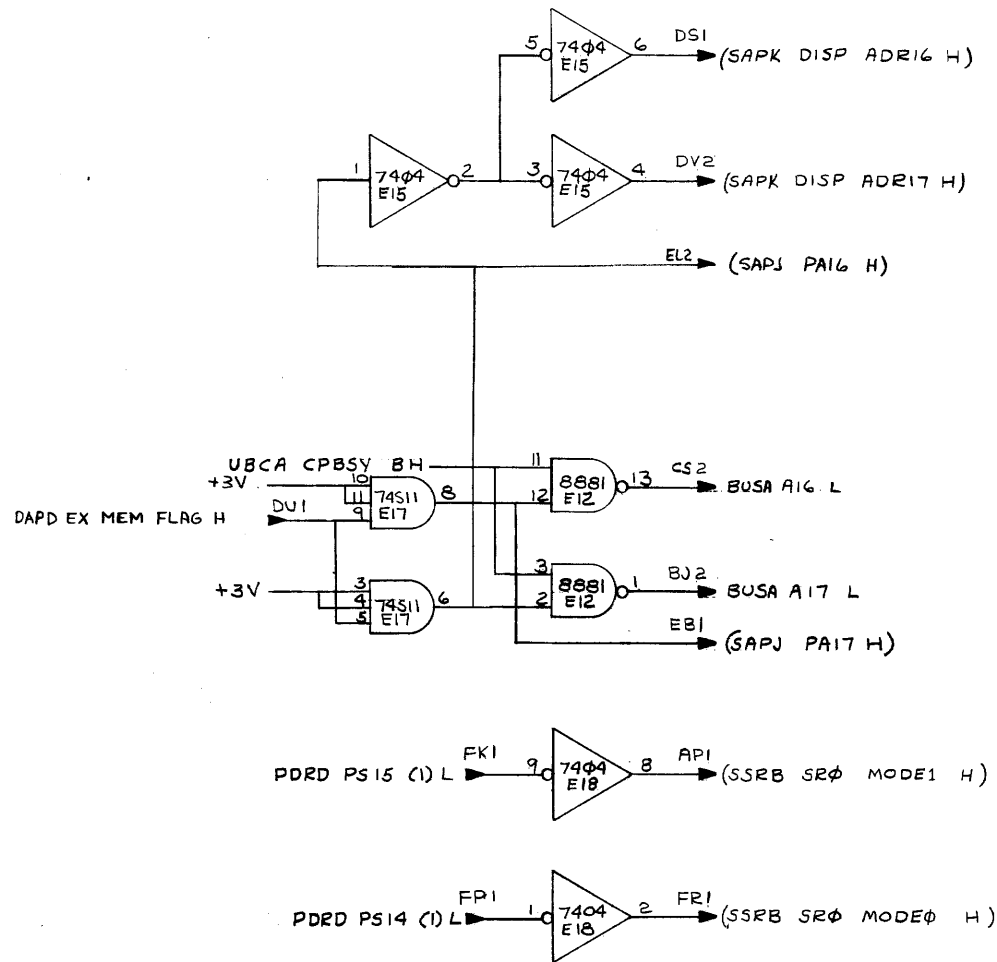 DS1
5 74φ4 6 (SAPK DISP ADR16 H)
E15
DV2
1 74φ4 2 3 74φ4 4 (SAPK DISP ADR17 H)
E15 E15
EL2 (SAPJ PA16 H)
UBCA CPBSY BH 11 CS2
+3V 10 8881 13 BUSA A16 L
11 74S11 8 12 E12
DAPD EX MEM FLAG H DU1 9 E17
3 BJ2
+3V 3 8881 1 BUSA A17 L
4 74S11 6 2 E12
5 E17 EB1
(SAPJ PA17 H)
FK1 AP1
PDRD PS15 (1) L 9 74φ4 8 (SSRB SRφ MODE1 H)
E18
FP1 FR1
PDRD PS14 (1) L 1 7404 2 (SSRB SRφ MODEφ H)
E18